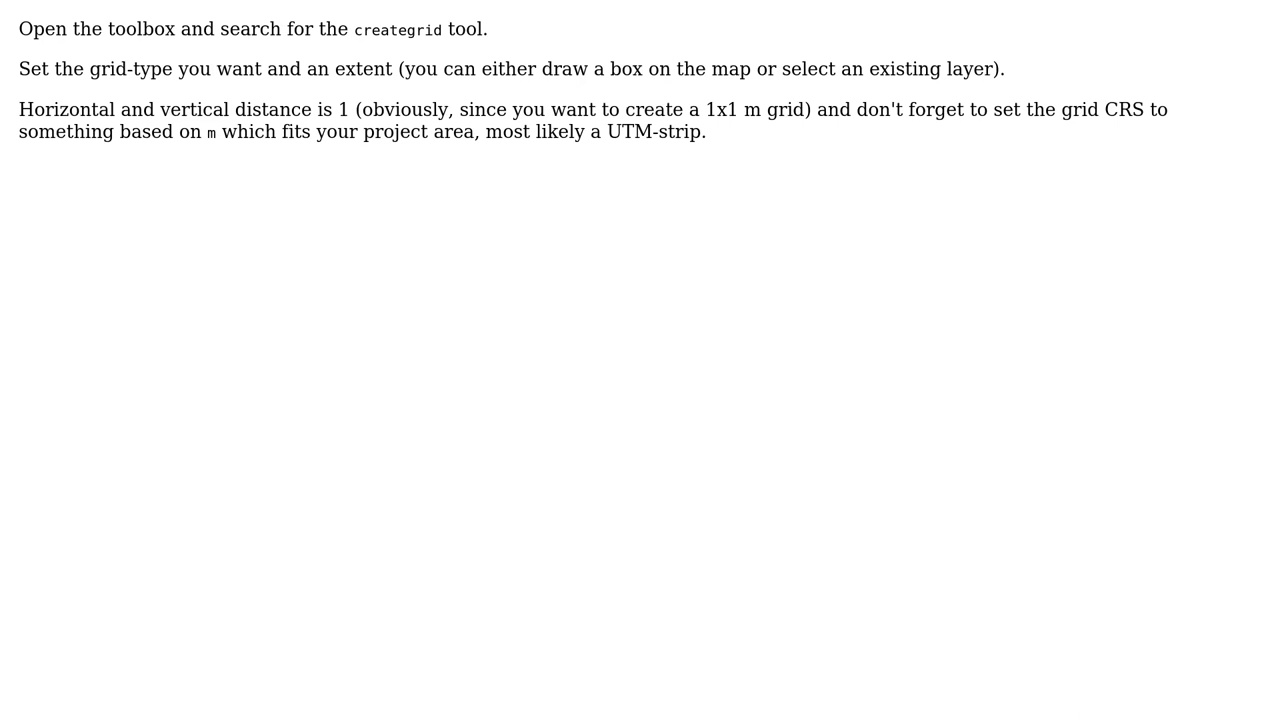 Open the toolbox and search for the creategrid tool.
Set the grid-type you want and an extent (you can either draw a box on the map or select an existing layer).
Horizontal and vertical distance is 1 (obviously, since you want to create a 1x1 m grid) and don't forget to set the grid CRS to
something based on m which fits your project area, most likely a UTM-strip.